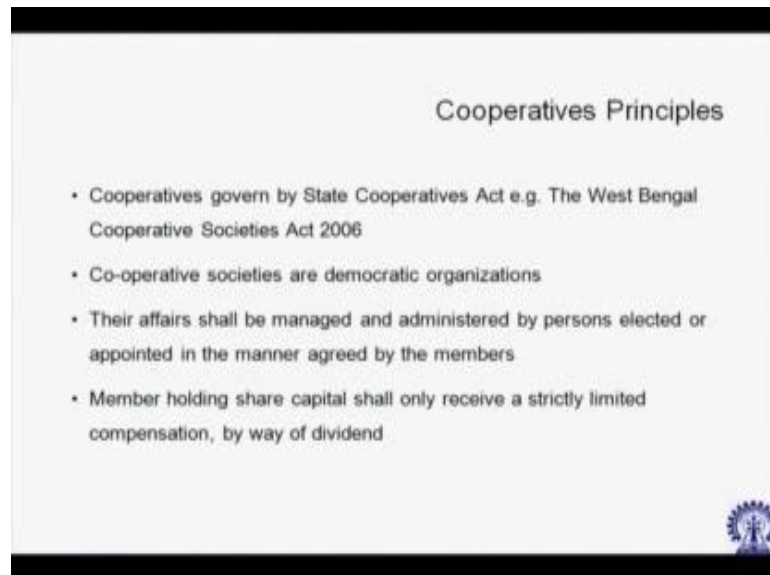 Cooperatives Principles
• Cooperatives govern by State Cooperatives Act e.g. The West Bengal
Cooperative Societies Act 2006
• Co-operative societies are democratic organizations
• Their affairs shall be managed and administered by persons elected or
appointed in the manner agreed by the members
• Member holding share capital shall only receive a strictly limited
compensation, by way of dividend